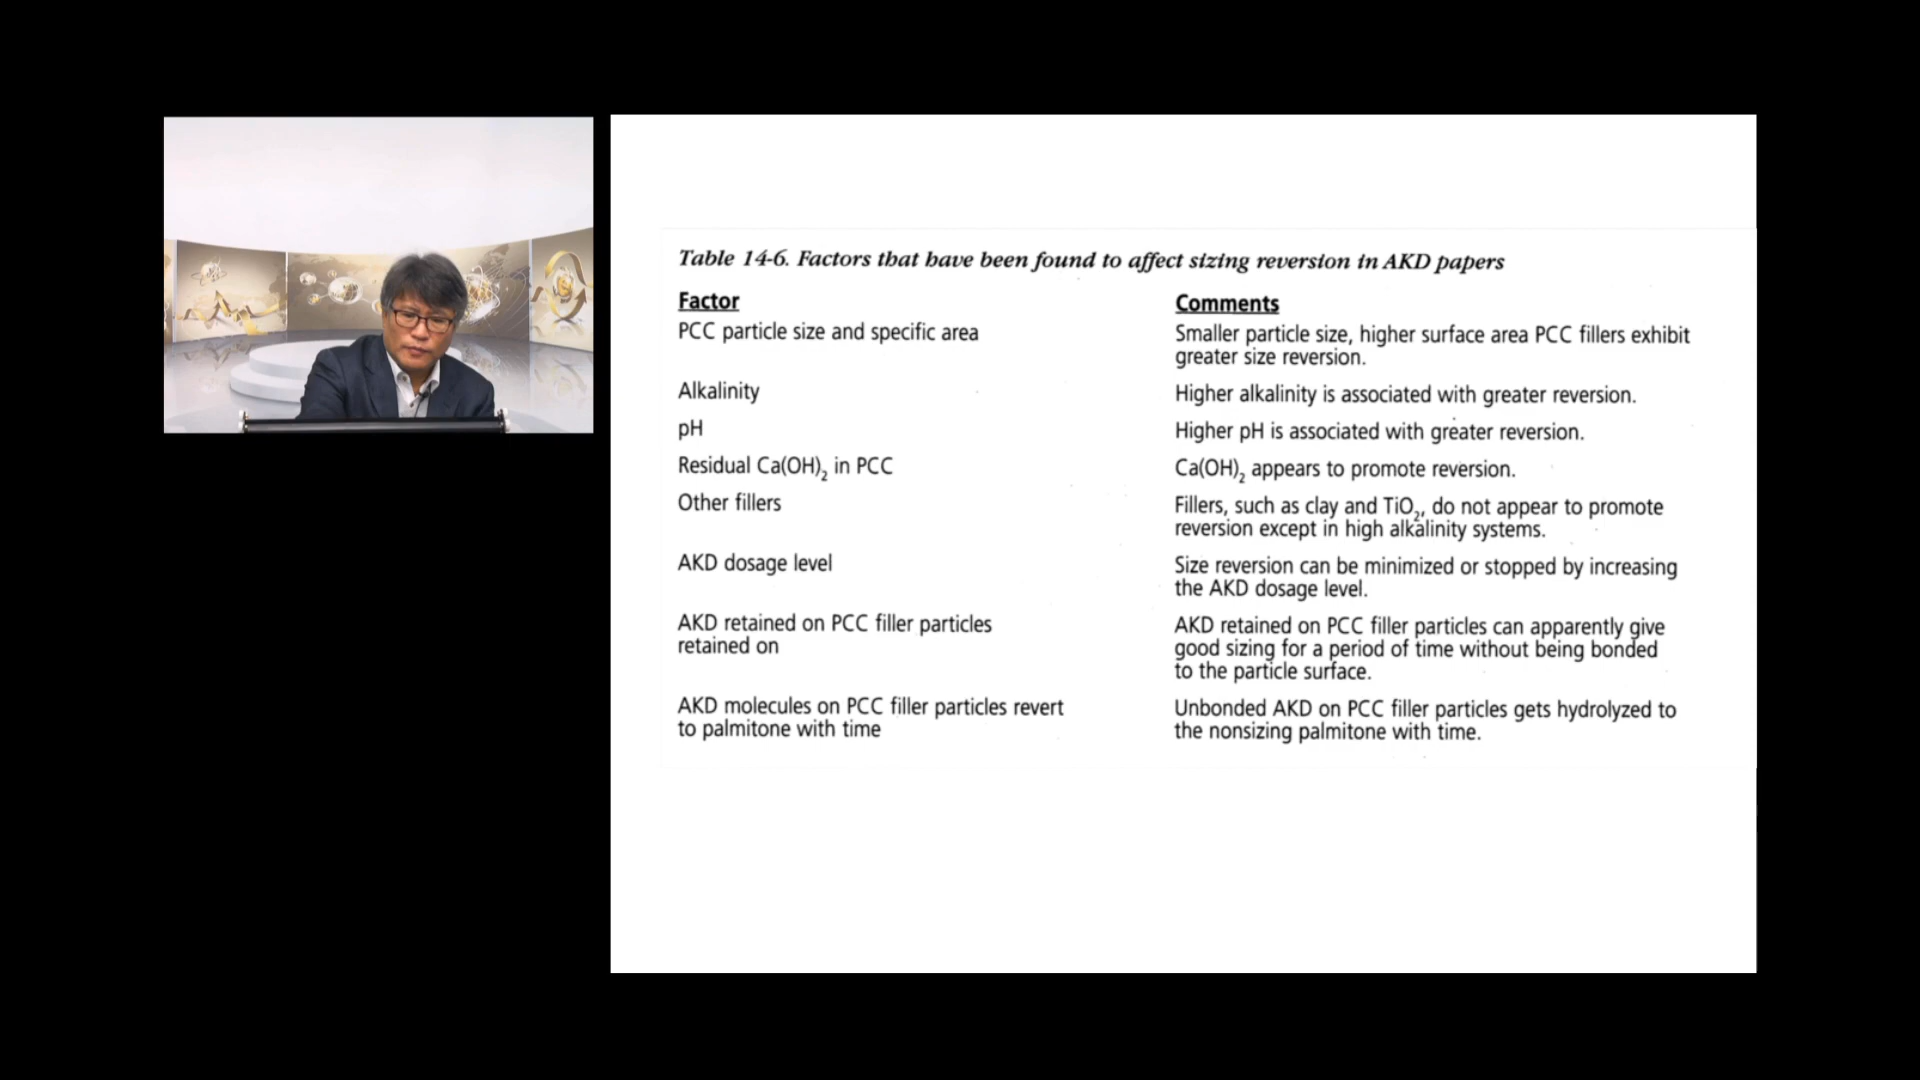 Table 14-6. Factors that have been found to affect sizing reversion in AKD papers
Factor
Comments
PCC particle size and specific area
Smaller particle size, higher surface area PCC fillers exhibit
greater size reversion.
Alkalinity
Higher alkalinity is associated with greater reversion.
pH
Higher pH is associated with greater reversion.
Residual Ca(OH)₂ in PCC
Ca(OH)₂ appears to promote reversion.
Other fillers
Fillers, such as clay and TiO₂, do not appear to promote
reversion except in high alkalinity systems.
AKD dosage level
Size reversion can be minimized or stopped by increasing
the AKD dosage level.
AKD retained on PCC filler particles
retained on
AKD retained on PCC filler particles can apparently give
good sizing for a period of time without being bonded
to the particle surface.
AKD molecules on PCC filler particles revert
to palmitone with time
Unbonded AKD on PCC filler particles gets hydrolyzed to
the nonsizing palmitone with time.